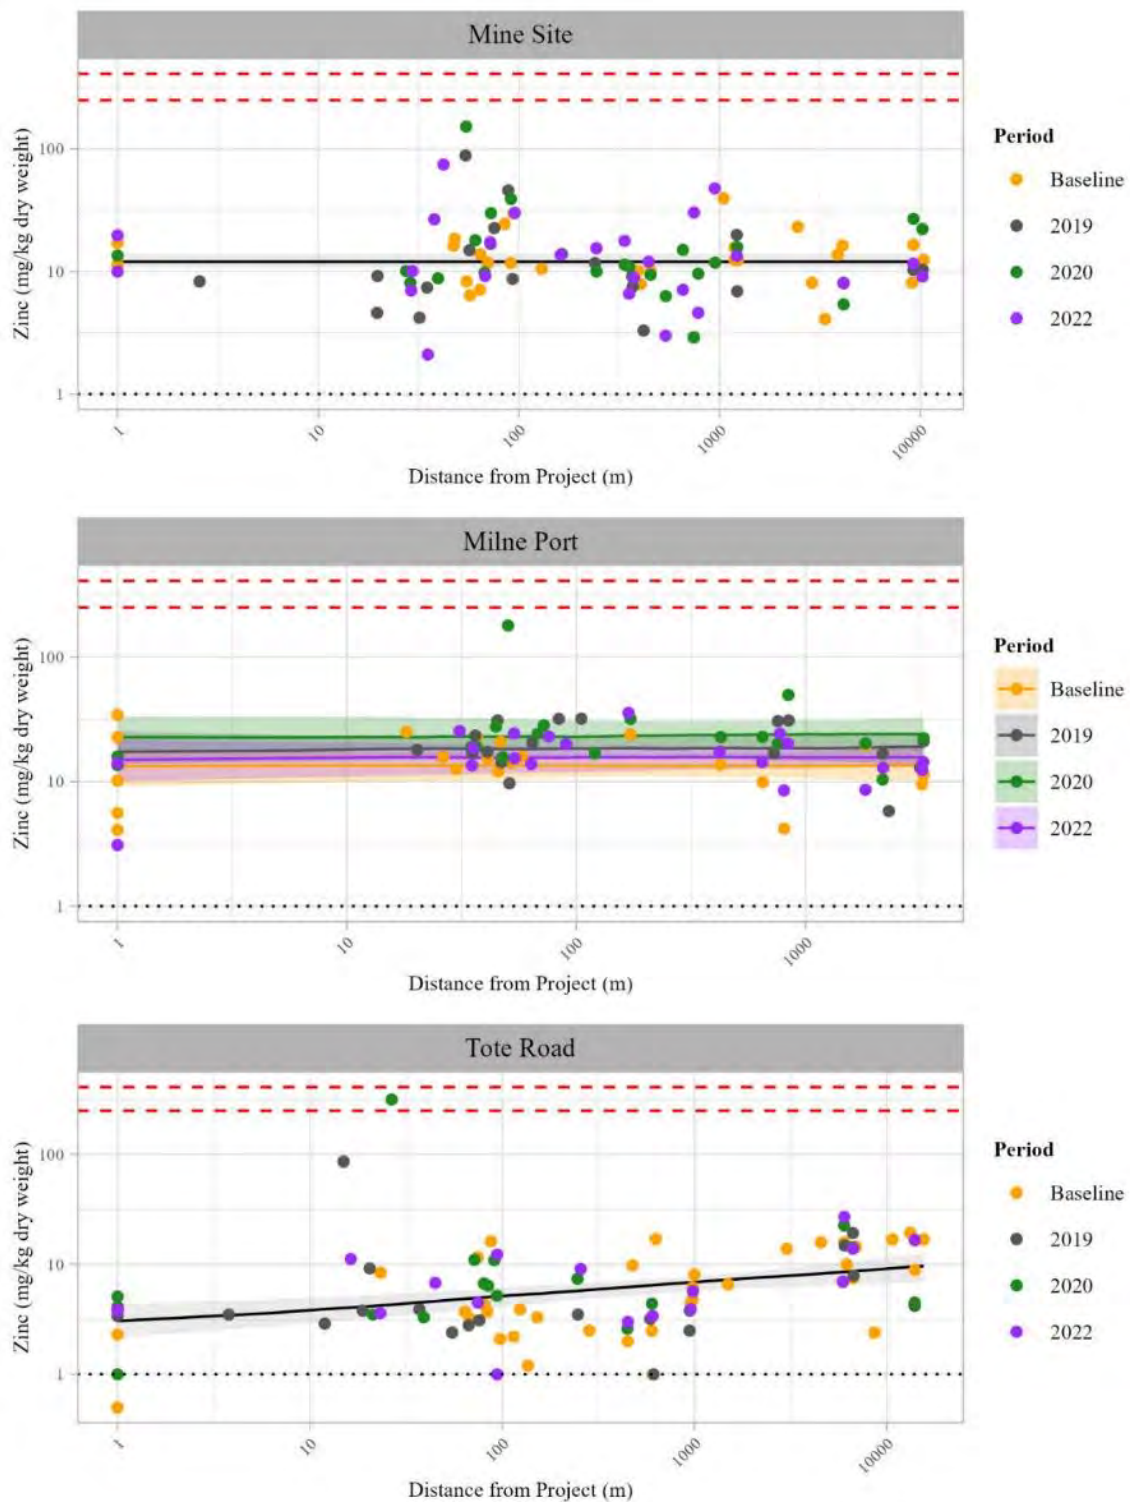 Mine Site
Zinc (mg/kg dry weight)
100
10
1
1
10
100
1000
10000
Distance from Project (m)
Period
Baseline
2019
2020
2022
Milne Port
Zinc (mg/kg dry weight)
100
10
1
1
10
100
1000
Distance from Project (m)
Period
Baseline
2019
2020
2022
Tote Road
Zinc (mg/kg dry weight)
100
10
1
1
10
100
1000
10000
Distance from Project (m)
Period
Baseline
2019
2020
2022